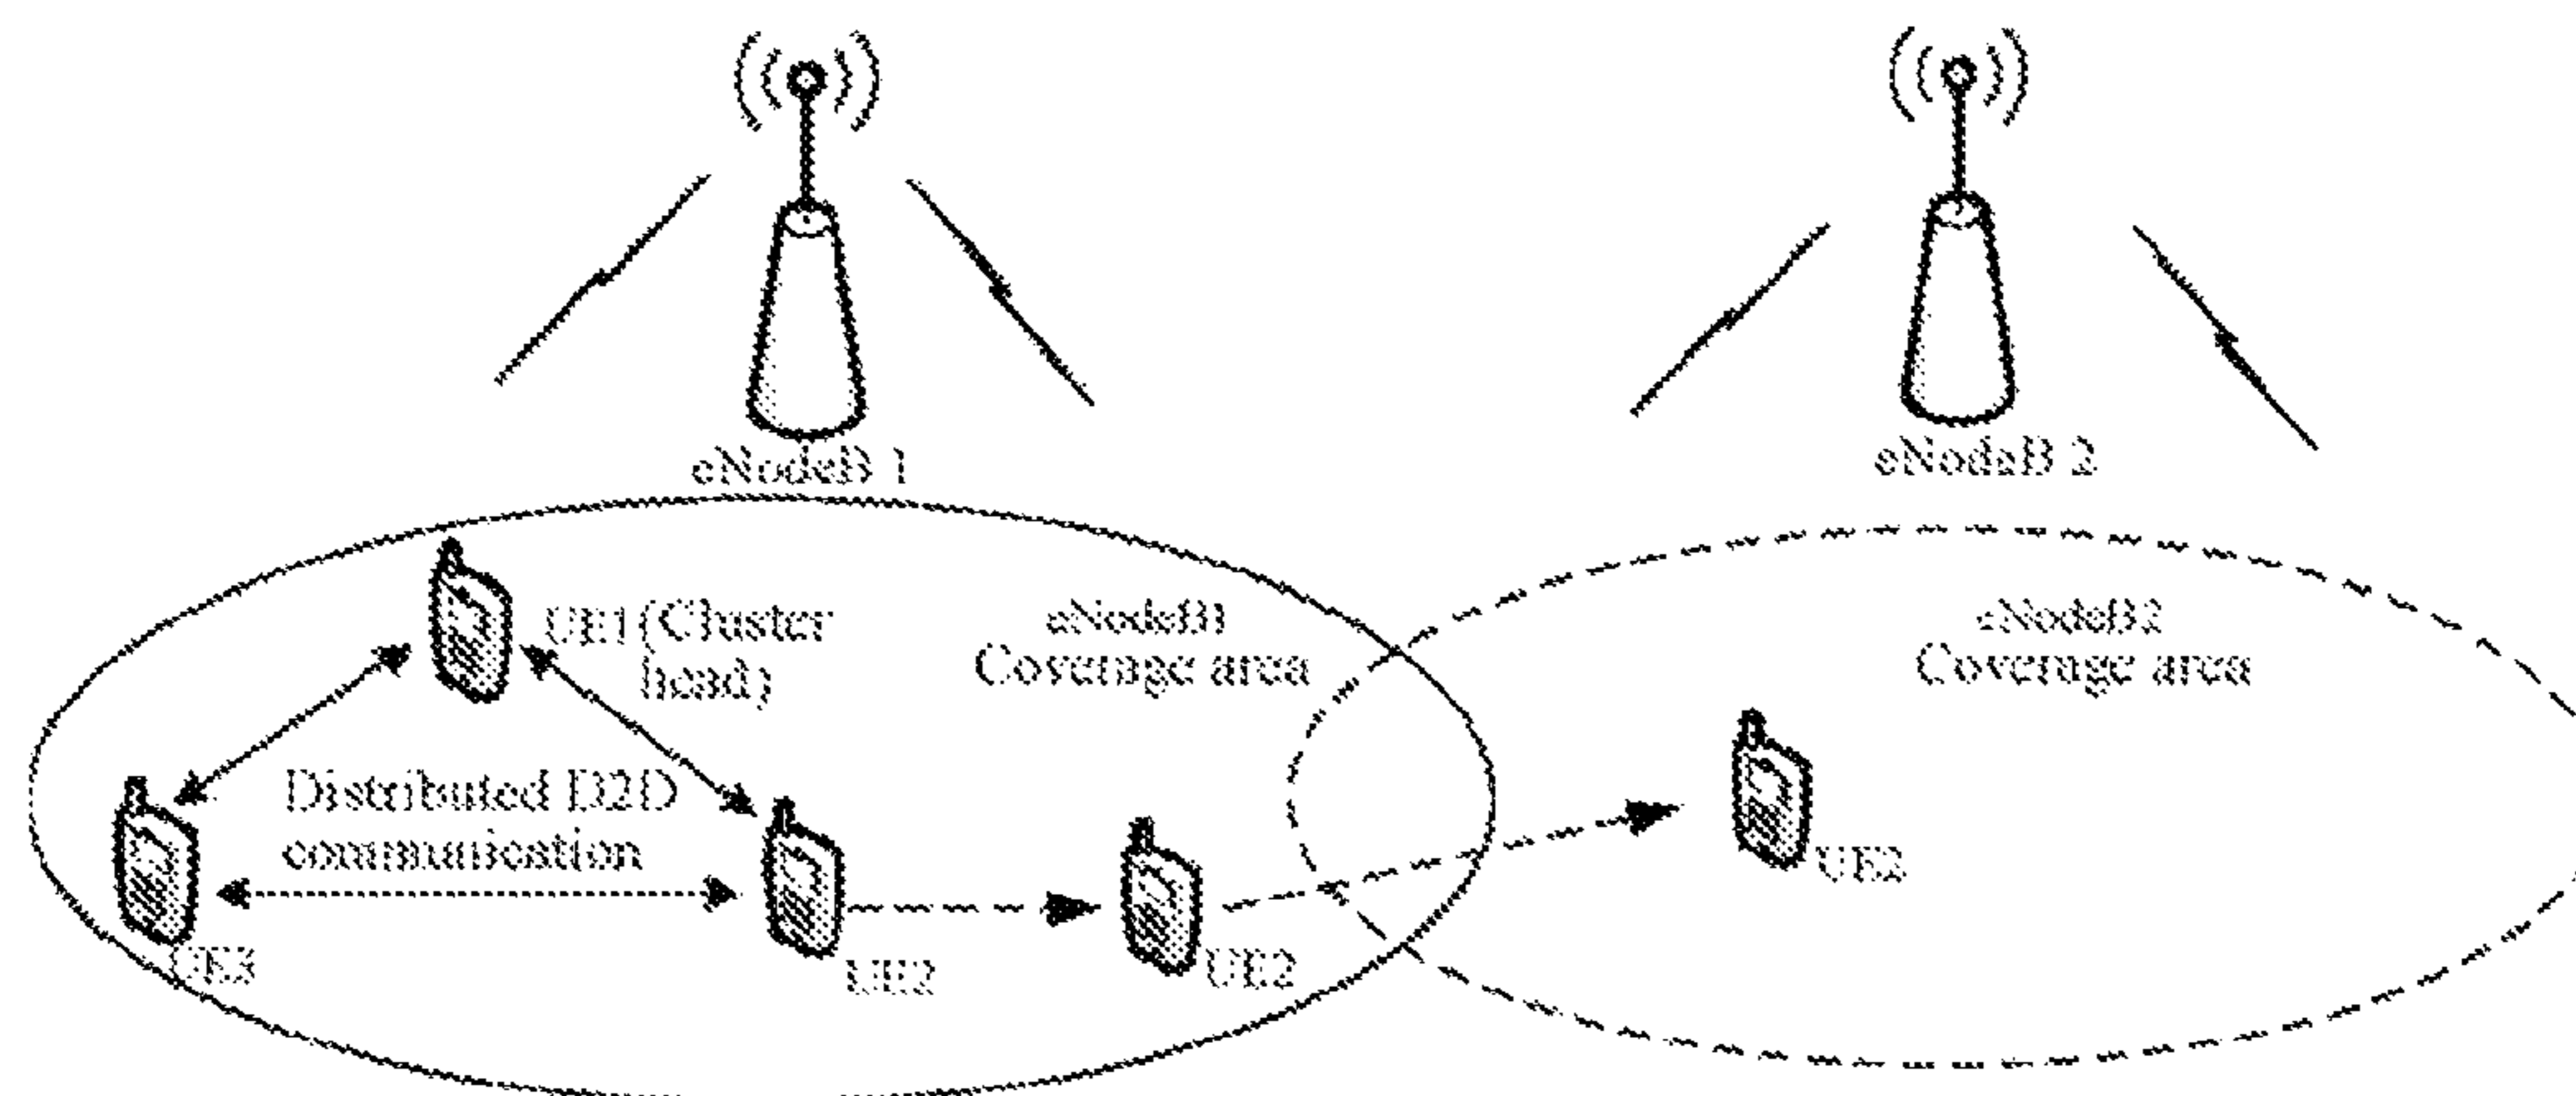 eNodeB 1
eNodeB 2
UE1(Cluster
head)
eNodeB1
Coverage area
eNodeB2
Coverage area
Distributed D2D
communication
UE3
UE2
UE2
UE2